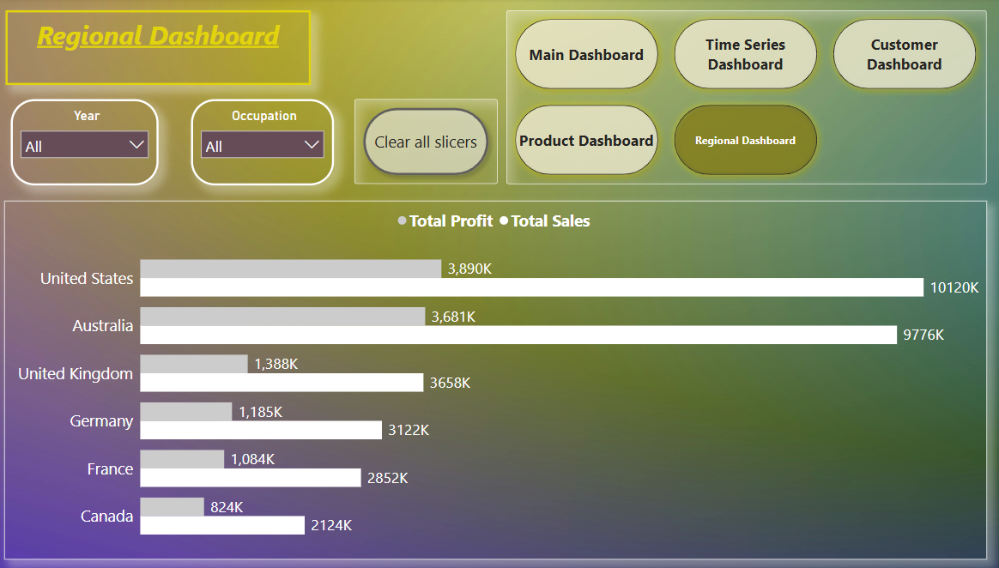 Regional Dashboard
Main Dashboard
Time Series
Dashboard
Customer
Dashboard
Year
All
Occupation
All
Clear all slicers
Product Dashboard
Regional Dashboard
Total Profit Total Sales
United States
3,890K
10120K
Australia
3,681K
9776K
United Kingdom
1,388K
3658K
Germany
1,185K
3122K
France
1,084K
2852K
Canada
824K
2124K